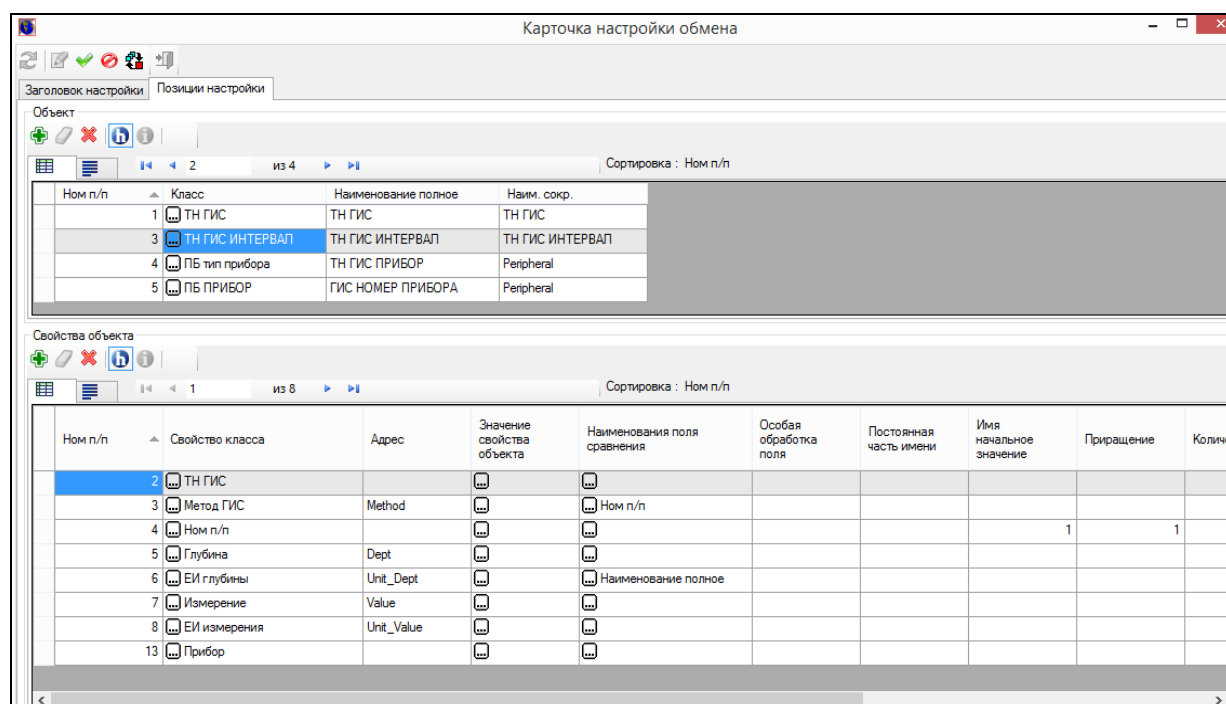 Карточка настройки обмена
Заголовок настройки Позиции настройки
Объект
2 из 4 Сортировка : Ном п/п
Ном п/п Класс Наименование полное Наим. сокр.
1 ... ТН ГИС ТН ГИС ТН ГИС
3 ... ТН ГИС ИНТЕРВАЛ ТН ГИС ИНТЕРВАЛ ТН ГИС ИНТЕРВАЛ
4 ... ПБ тип прибора ТН ГИС ПРИБОР Peripheral
5 ... ПБ ПРИБОР ГИС НОМЕР ПРИБОРА Peripheral
Свойства объекта
1 из 8 Сортировка : Ном п/п
Ном п/п Свойство класса Адрес Значение свойства объекта Наименования поля сравнения Особая обработка поля Постоянная часть имени Имя начальное значение Приращение Количе
2 ... ТН ГИС ... ...
3 ... Метод ГИС Method ... ... Ном п/п
4 ... Ном п/п ... ... 1 1
5 ... Глубина Dept ... ...
6 ... ЕИ глубины Unit_Dept ... ... Наименование полное
7 ... Измерение Value ... ...
8 ... ЕИ измерения Unit_Value ... ...
13 ... Прибор ... ...